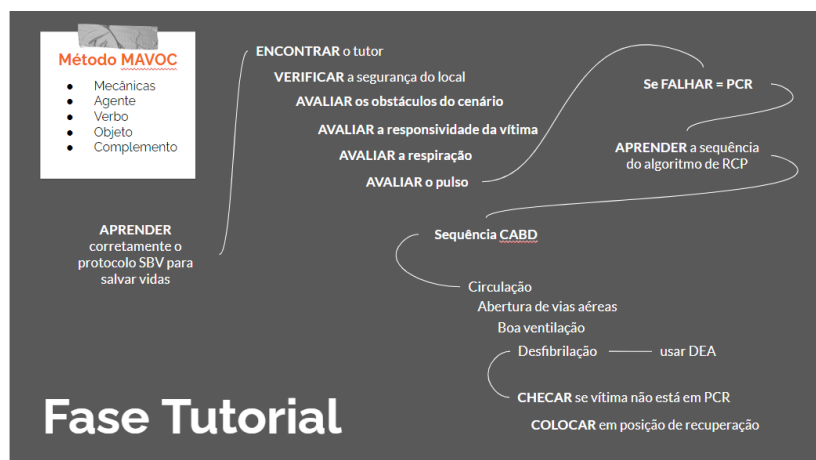 Método MAVOC
● Mecânicas
● Agente
● Verbo
● Objeto
● Complemento
APRENDER
corretamente o
protocolo SBV para
salvar vidas
ENCONTRAR o tutor
VERIFICAR a segurança do local
AVALIAR os obstáculos do cenário
AVALIAR a responsividade da vítima
AVALIAR a respiração
AVALIAR o pulso
Se FALHAR = PCR
APRENDER a sequência
do algoritmo de RCP
Sequência CABD
Circulação
Abertura de vias aéreas
Boa ventilação
Desfibrilação
usar DEA
CHECAR se vítima não está em PCR
COLOCAR em posição de recuperação
Fase Tutorial